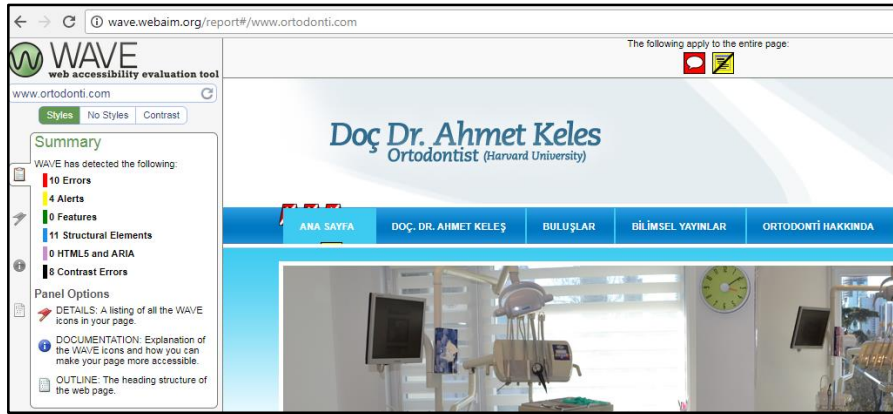 wave.webaim.org/report#/www.ortodonti.com
WAVE
web accessibility evaluation tool
www.ortodonti.com
Styles
No Styles
Contrast
Summary
WAVE has detected the following:
10 Errors
4 Alerts
0 Features
11 Structural Elements
0 HTML5 and ARIA
8 Contrast Errors
Panel Options
DETAILS: A listing of all the WAVE
icons in your page.
DOCUMENTATION: Explanation of
the WAVE icons and how you can
make your page more accessible.
OUTLINE: The heading structure of
the web page.
The following apply to the entire page:
Doç Dr. Ahmet Keles
Ortodontist (Harvard University)
ANA SAYFA
DOÇ. DR. AHMET KELEŞ
BULUŞLAR
BİLİMSEL YAYINLAR
ORTODONTİ HAKKINDA